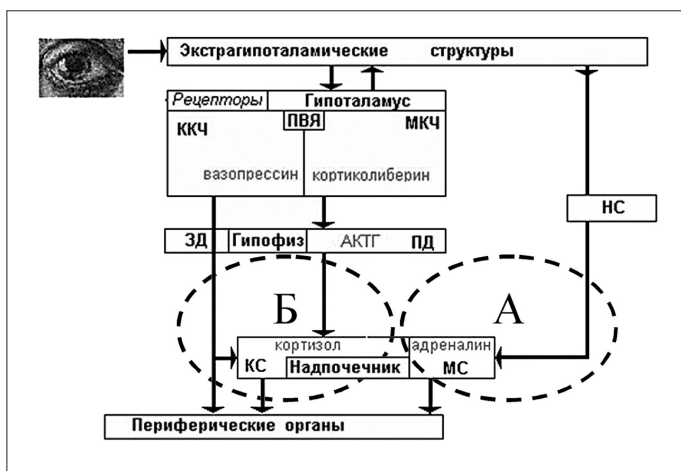 Экстрагипоталамические структуры
Рецепторы Гипоталамус
ККЧ ПВЯ МКЧ
вазопрессин кортиколиберин
НС
ЗД Гипофиз АКТГ ПД
Б А
кортизол адреналин
КС Надпочечник МС
Периферические органы